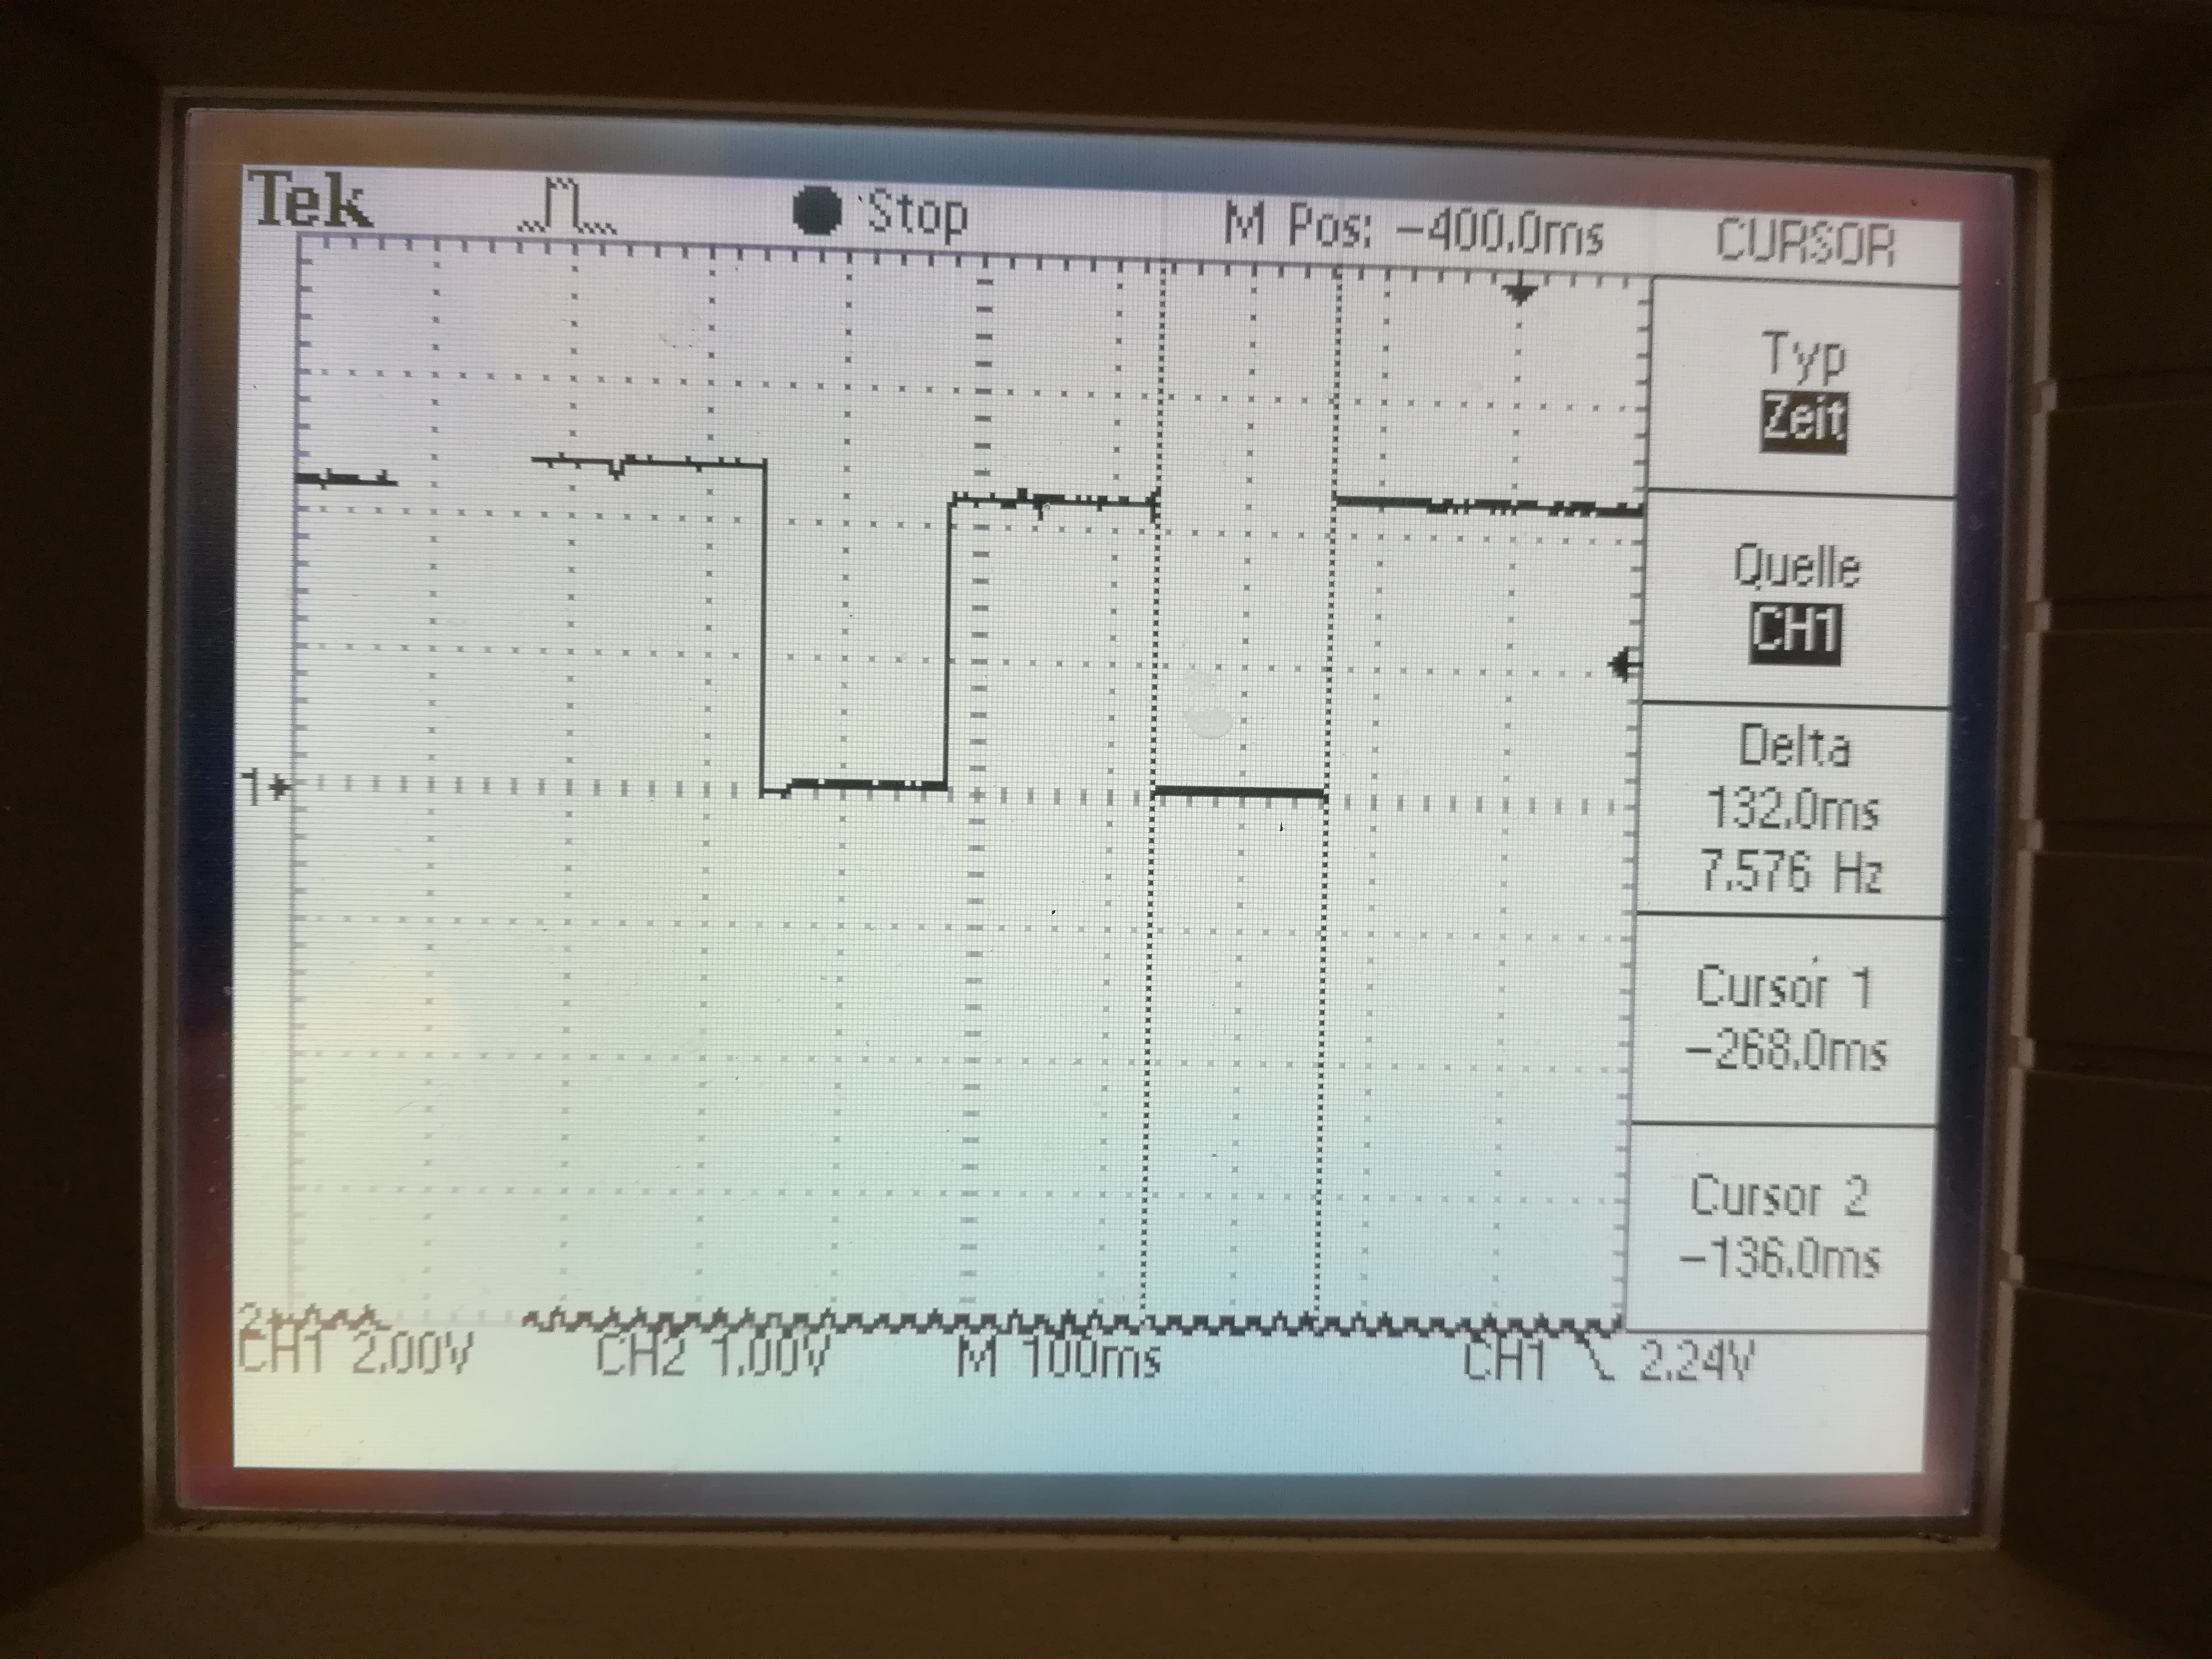 Tek Stop M Pos: -400.0ms CURSOR
Typ
Zeit
Quelle
CH1
Delta
132.0ms
7.576 Hz
Cursor 1
-268.0ms
Cursor 2
-136.0ms
1
2
CH1 2.00V CH2 1.00V M 100ms CH1 2.24V